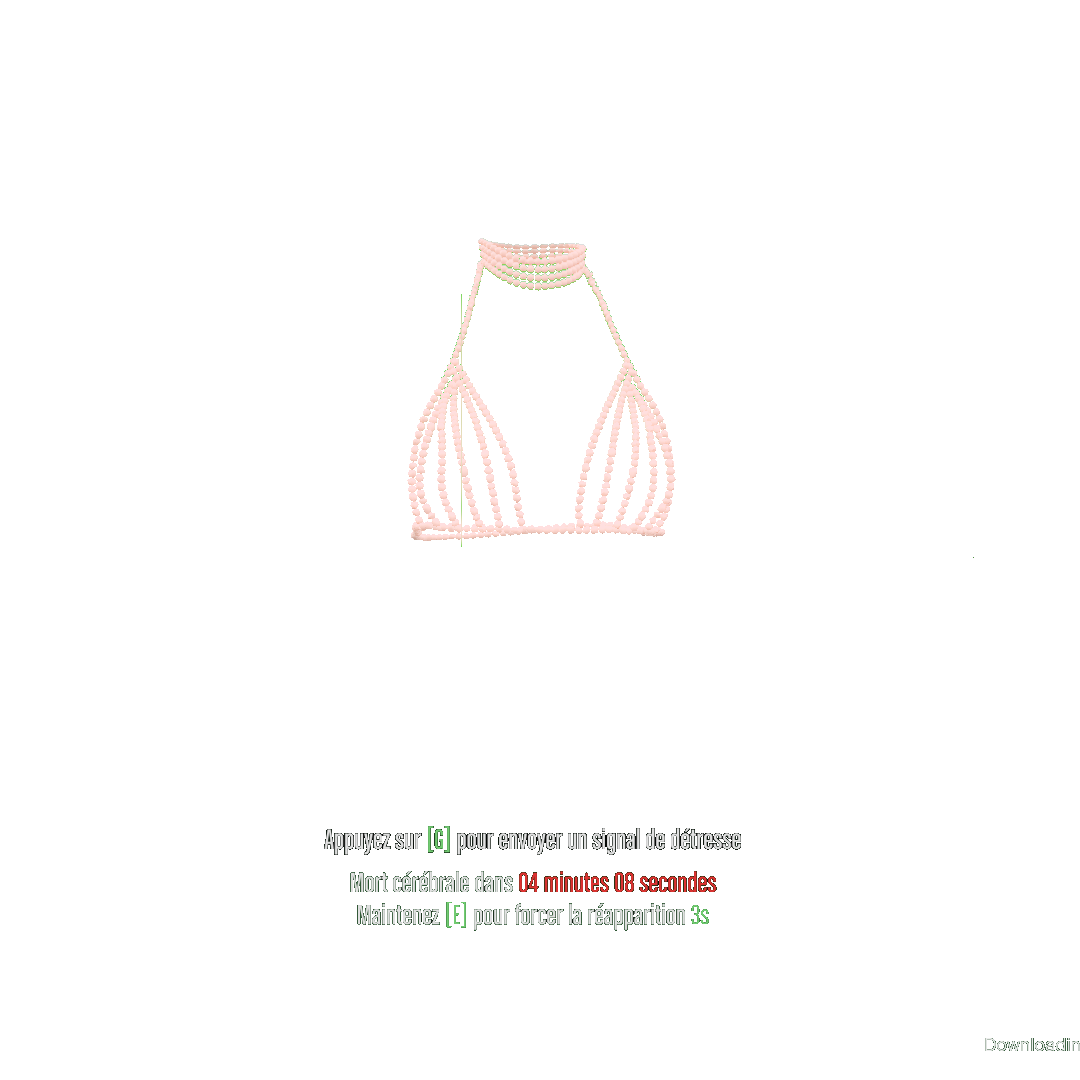 Appuyez sur [G] pour envoyer un signal de détresse
Mort cérébrale dans 04 minutes 08 secondes
Maintenez [E] pour forcer la réapparition 3s
Downloadin